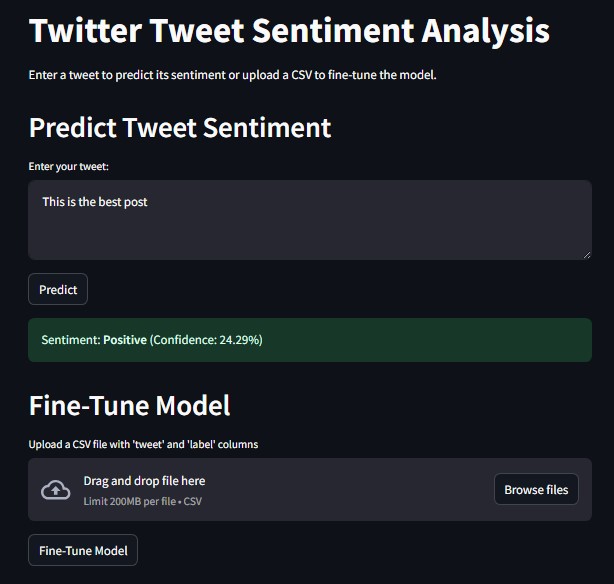 Twitter Tweet Sentiment Analysis
Enter a tweet to predict its sentiment or upload a CSV to fine-tune the model.
Predict Tweet Sentiment
Enter your tweet:
This is the best post
Predict
Sentiment: Positive (Confidence: 24.29%)
Fine-Tune Model
Upload a CSV file with 'tweet' and 'label' columns
Drag and drop file here
Limit 200MB per file • CSV
Browse files
Fine-Tune Model